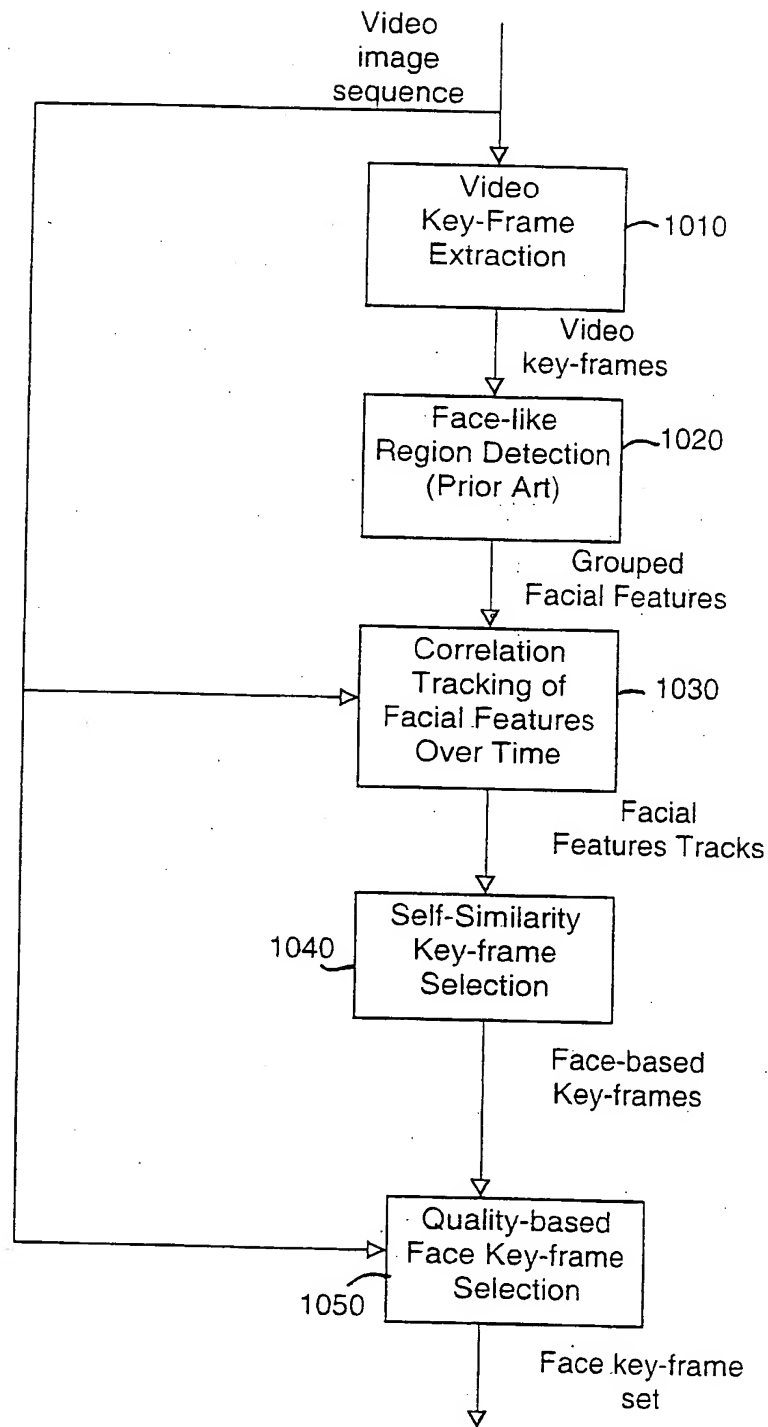 Video
image
sequence
Video
Key-Frame
Extraction
1010
Video
key-frames
Face-like
Region Detection
(Prior Art)
1020
Grouped
Facial Features
Correlation
Tracking of
Facial Features
Over Time
1030
Facial
Features Tracks
Self-Similarity
Key-frame
Selection
1040
Face-based
Key-frames
Quality-based
Face Key-frame
Selection
1050
Face key-frame
set